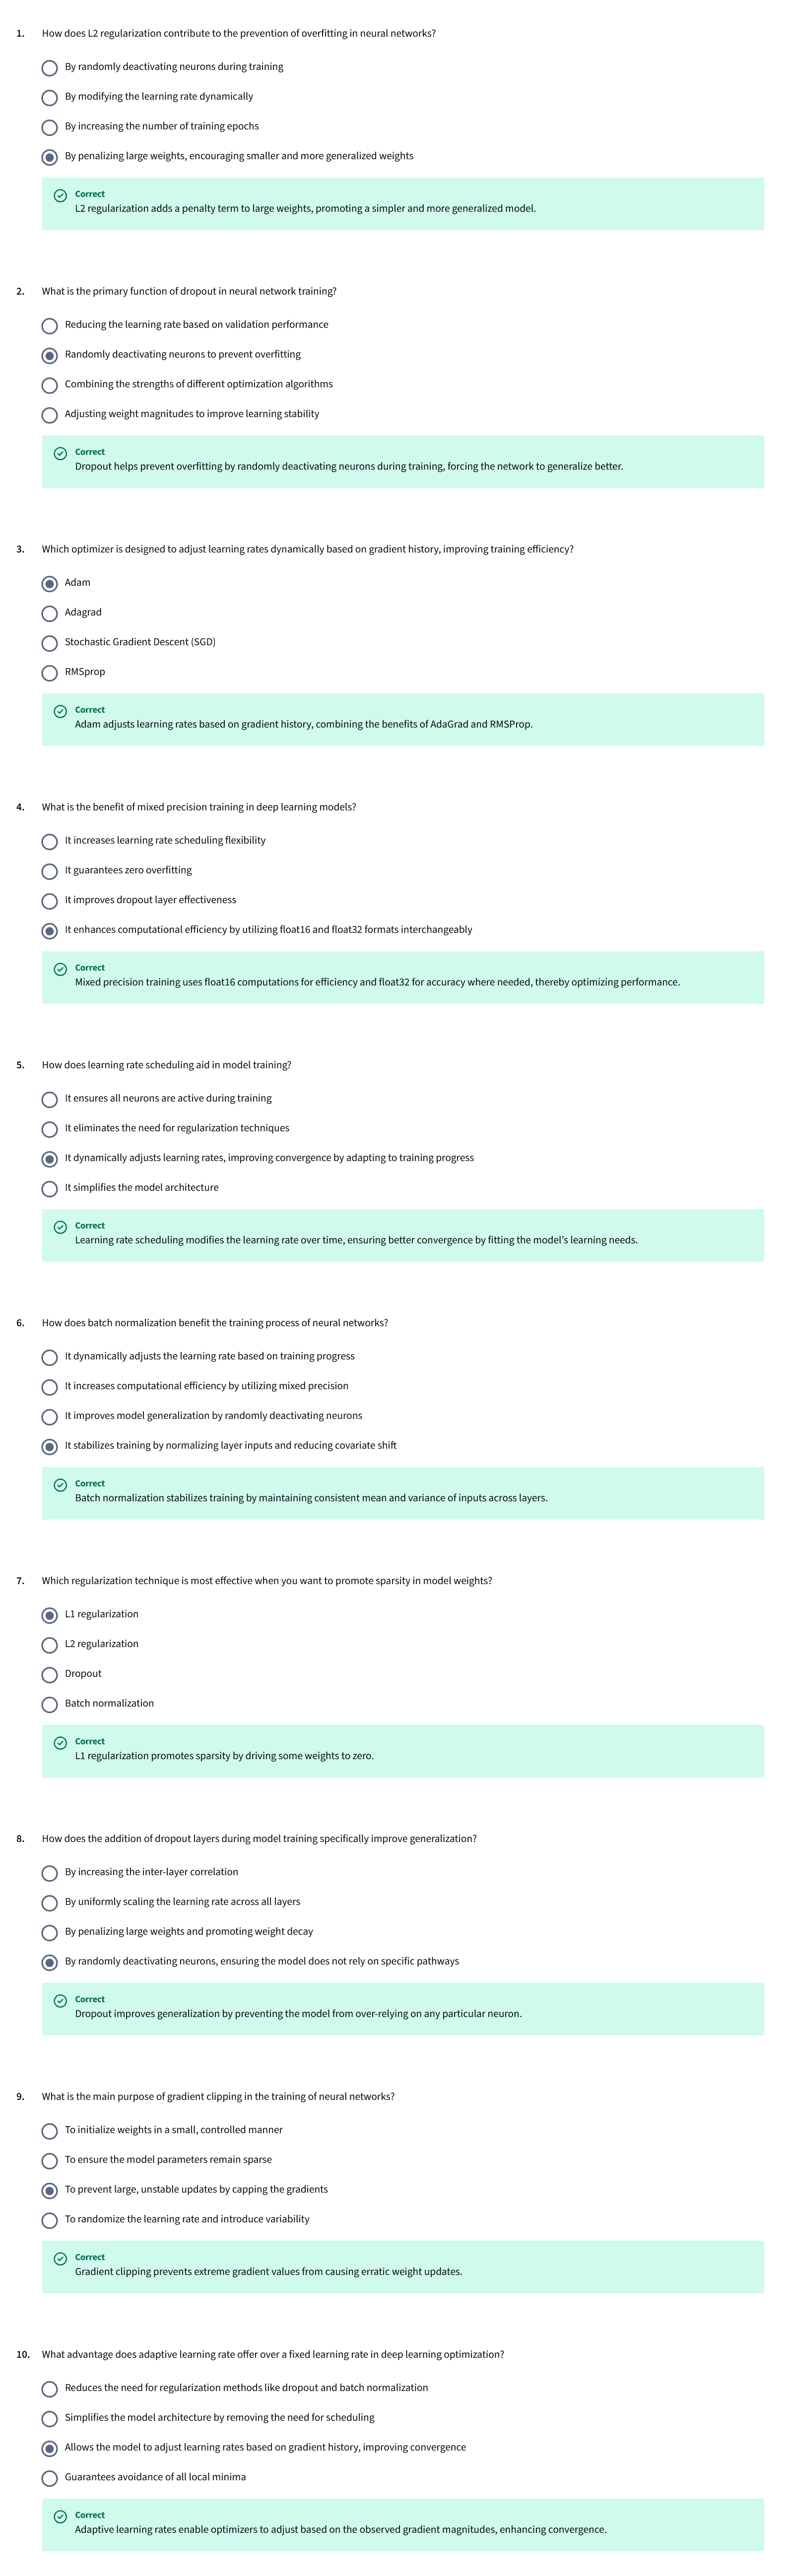 1. How does L2 regularization contribute to the prevention of overfitting in neural networks?
By randomly deactivating neurons during training
By modifying the learning rate dynamically
By increasing the number of training epochs
By penalizing large weights, encouraging smaller and more generalized weights
Correct
L2 regularization adds a penalty term to large weights, promoting a simpler and more generalized model.
2. What is the primary function of dropout in neural network training?
Reducing the learning rate based on validation performance
Randomly deactivating neurons to prevent overfitting
Combining the strengths of different optimization algorithms
Adjusting weight magnitudes to improve learning stability
Correct
Dropout helps prevent overfitting by randomly deactivating neurons during training, forcing the network to generalize better.
3. Which optimizer is designed to adjust learning rates dynamically based on gradient history, improving training efficiency?
Adam
Adagrad
Stochastic Gradient Descent (SGD)
RMSprop
Correct
Adam adjusts learning rates based on gradient history, combining the benefits of AdaGrad and RMSProp.
4. What is the benefit of mixed precision training in deep learning models?
It increases learning rate scheduling flexibility
It guarantees zero overfitting
It improves dropout layer effectiveness
It enhances computational efficiency by utilizing float16 and float32 formats interchangeably
Correct
Mixed precision training uses float16 computations for efficiency and float32 for accuracy where needed, thereby optimizing performance.
5. How does learning rate scheduling aid in model training?
It ensures all neurons are active during training
It eliminates the need for regularization techniques
It dynamically adjusts learning rates, improving convergence by adapting to training progress
It simplifies the model architecture
Correct
Learning rate scheduling modifies the learning rate over time, ensuring better convergence by fitting the model’s learning needs.
6. How does batch normalization benefit the training process of neural networks?
It dynamically adjusts the learning rate based on training progress
It increases computational efficiency by utilizing mixed precision
It improves model generalization by randomly deactivating neurons
It stabilizes training by normalizing layer inputs and reducing covariate shift
Correct
Batch normalization stabilizes training by maintaining consistent mean and variance of inputs across layers.
7. Which regularization technique is most effective when you want to promote sparsity in model weights?
L1 regularization
L2 regularization
Dropout
Batch normalization
Correct
L1 regularization promotes sparsity by driving some weights to zero.
8. How does the addition of dropout layers during model training specifically improve generalization?
By increasing the inter-layer correlation
By uniformly scaling the learning rate across all layers
By penalizing large weights and promoting weight decay
By randomly deactivating neurons, ensuring the model does not rely on specific pathways
Correct
Dropout improves generalization by preventing the model from over-relying on any particular neuron.
9. What is the main purpose of gradient clipping in the training of neural networks?
To initialize weights in a small, controlled manner
To ensure the model parameters remain sparse
To prevent large, unstable updates by capping the gradients
To randomize the learning rate and introduce variability
Correct
Gradient clipping prevents extreme gradient values from causing erratic weight updates.
10. What advantage does adaptive learning rate offer over a fixed learning rate in deep learning optimization?
Reduces the need for regularization methods like dropout and batch normalization
Simplifies the model architecture by removing the need for scheduling
Allows the model to adjust learning rates based on gradient history, improving convergence
Guarantees avoidance of all local minima
Correct
Adaptive learning rates enable optimizers to adjust based on the observed gradient magnitudes, enhancing convergence.